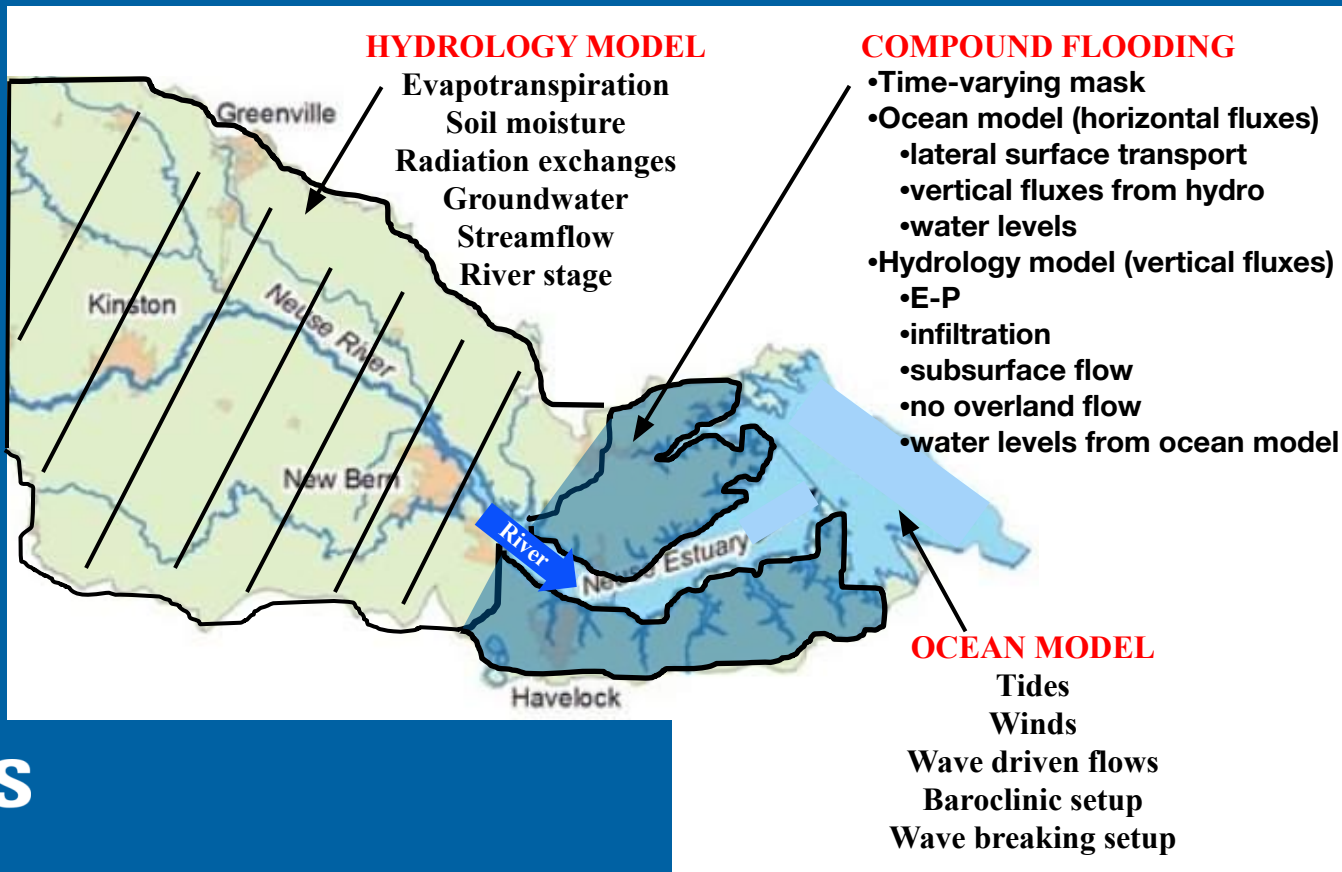 HYDROLOGY MODEL
Evapotranspiration
Soil moisture
Radiation exchanges
Groundwater
Streamflow
River stage
COMPOUND FLOODING
•Time-varying mask
•Ocean model (horizontal fluxes)
•lateral surface transport
•vertical fluxes from hydro
•water levels
•Hydrology model (vertical fluxes)
•E-P
•infiltration
•subsurface flow
•no overland flow
•water levels from ocean model
Greenville
Kinston
Neuse River
New Bern
River
Neuse Estuary
Havelock
OCEAN MODEL
Tides
Winds
Wave driven flows
Baroclinic setup
Wave breaking setup
s